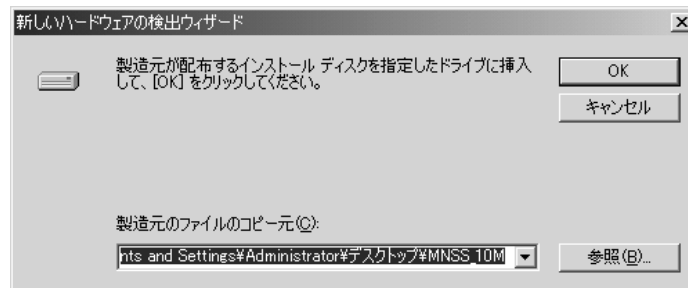 新しいハードウェアの検出ウィザード
製造元が配布するインストール ディスクを指定したドライブに挿入
して、[OK] をクリックしてください。
OK
キャンセル
製造元のファイルのコピー元(C):
nts and Settings¥Administrator¥デスクトップ¥MNSS_10M
参照(B)...